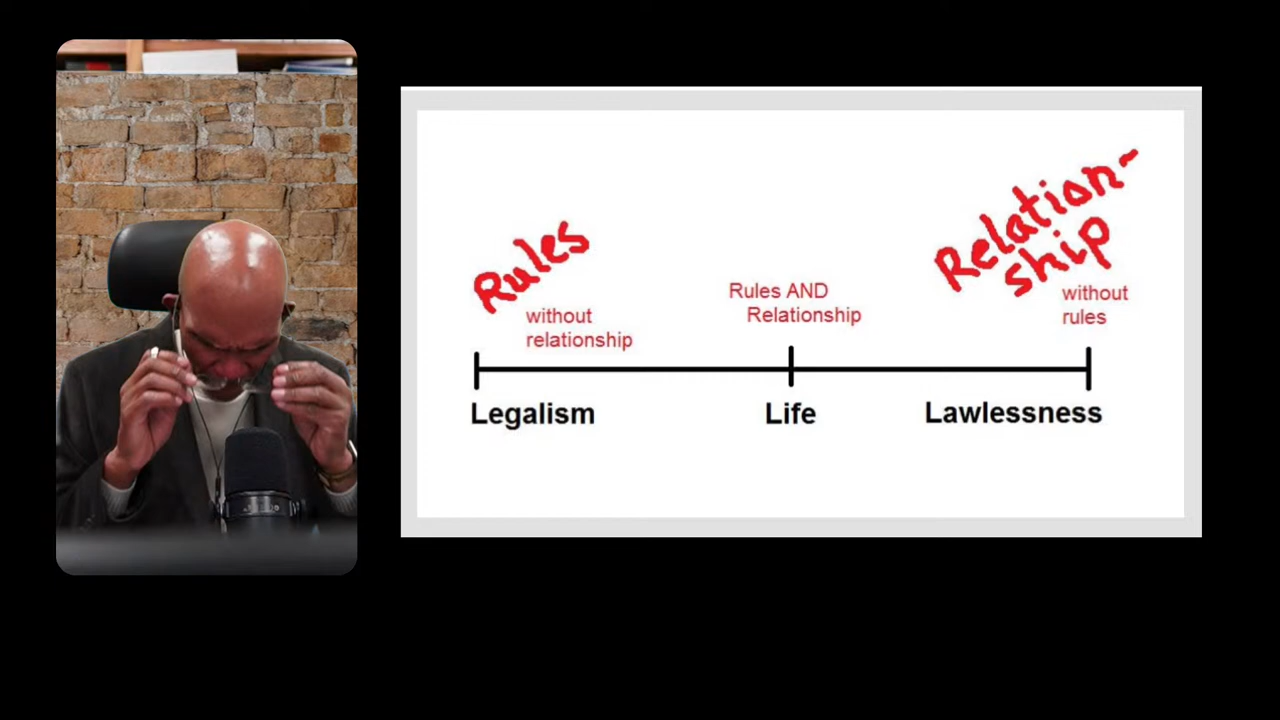 Rules
without
relationship
Rules AND
Relationship
Relation-
ship
without
rules
Legalism
Life
Lawlessness